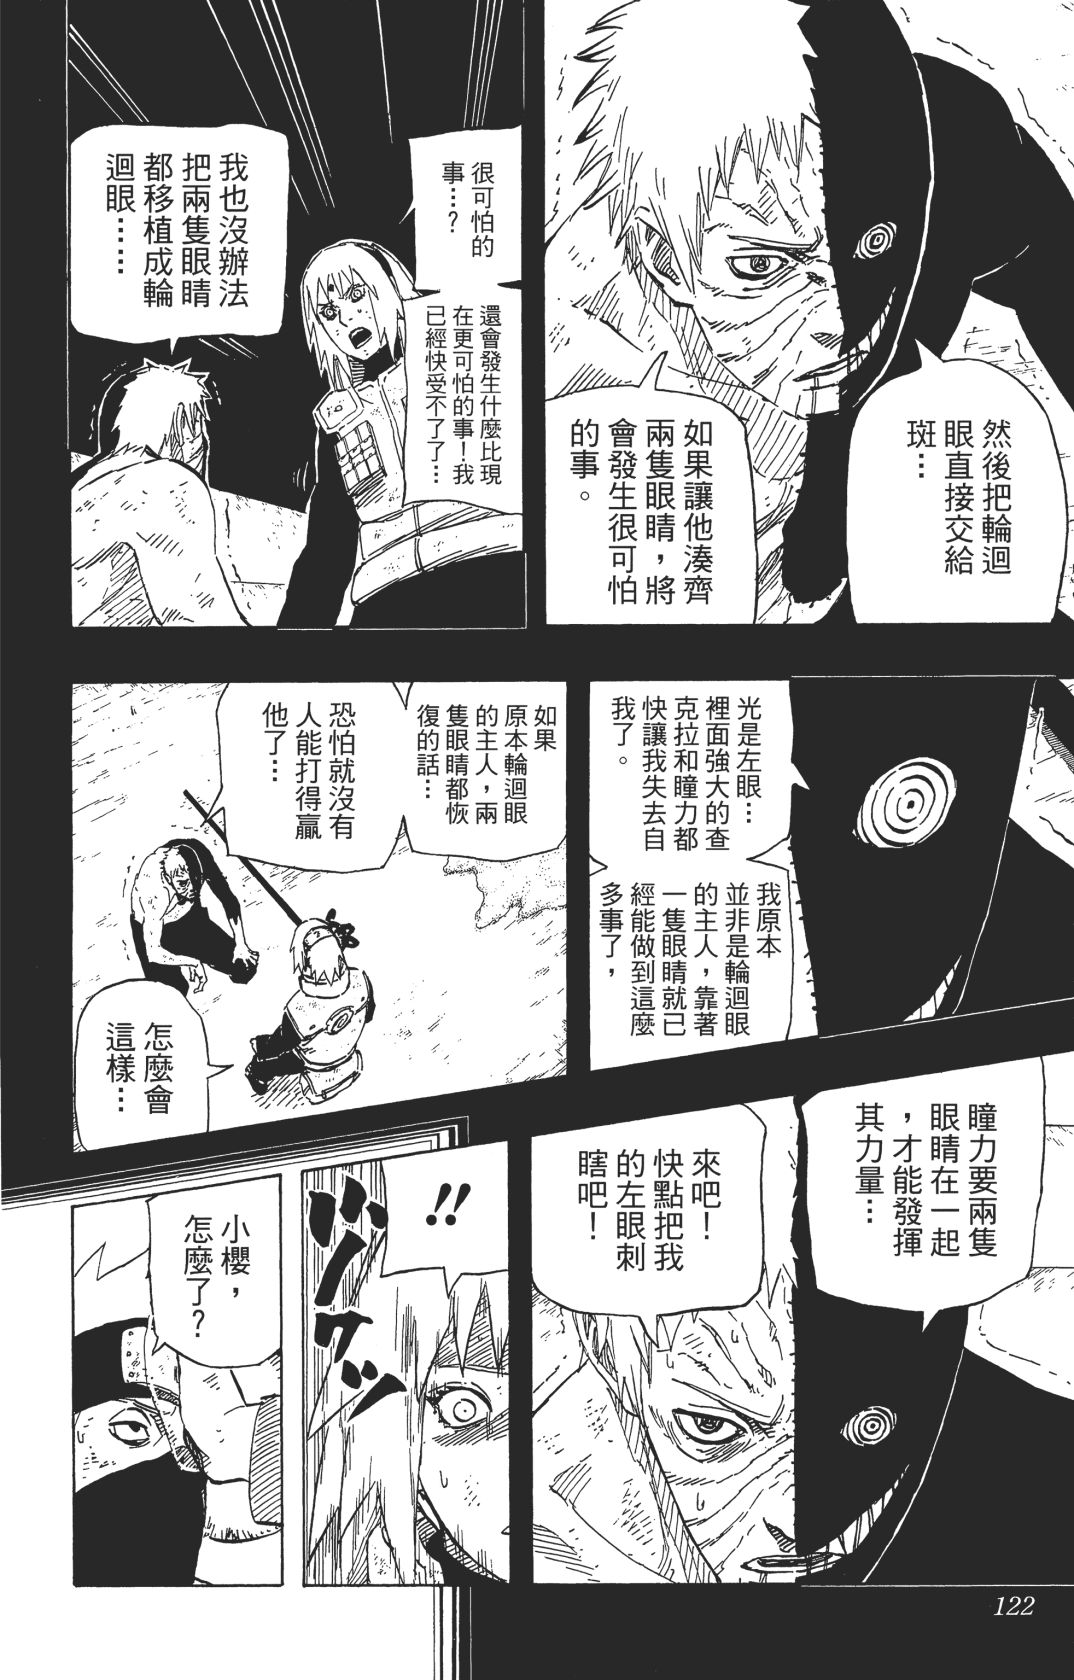 然後把輪迴
眼直接交給
斑…
如果讓他湊齊
兩隻眼睛，將
會發生很可怕
的事。
很可怕的
事…？
還會發生什麼比現
在更可怕的事！我
已經快受不了了…
我也沒辦法
把兩隻眼睛
都移植成輪
迴眼……
光是左眼…
裡面強大的查
克拉和瞳力都
快讓我失去自
我了。
我原本
並非是輪迴眼
的主人，靠著
一隻眼睛就已
經能做到這麼
多事了，
如果
原本輪迴眼
的主人，兩
隻眼睛都恢
復的話…
恐怕就沒有
人能打得贏
他了…
怎麼會
這樣…
瞳力要兩隻
眼睛在一起
，才能發揮
其力量…
來吧！
快點把我
的左眼刺
瞎吧！
!!
ズーズッ
小櫻，
怎麼了？
122